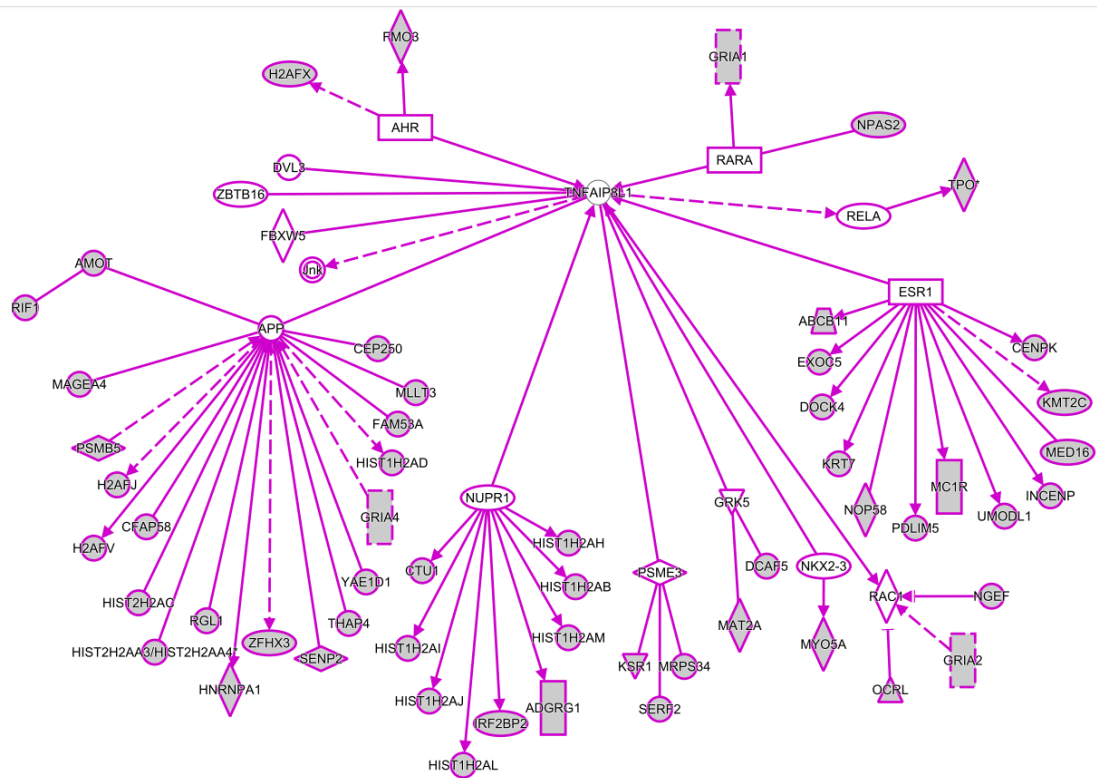 FMO3
GRIA1
H2AFX
AHR
NPAS2
RARA
DVL3
TPO*
ZBTB16
TNFAIP8L1
RELA
FBXW5
AMOT
Jnk
ESR1
RIF1
ABCB11
APP
CEP250
CENPK
EXOC5
MAGEA4
MLLT3
KMT2C
DOCK4
FAM53A
PSMB5
MED16
HIST1H2AD
KRT7
H2AFJ
MC1R
INCENP
NUPR1
GRK5
NOP58
UMODL1
GRIA4
CFAP58
PDLIM5
H2AFV
HIST1H2AH
CTU1
PSME3
DCAF5
NKX2-3
YAE1D1
HIST1H2AB
RAC1
NGEF
HIST2H2AC
RGL1
THAP4
HIST1H2AM
MAT2A
ZFHX3
MYO5A
HIST1H2AI
HIST2H2AA3/HIST2H2AA4*
SENP2
KSR1
MRPS34
GRIA2
HNRNPA1
OCRL
HIST1H2AJ
ADGRG1
SERF2
IRF2BP2
HIST1H2AL